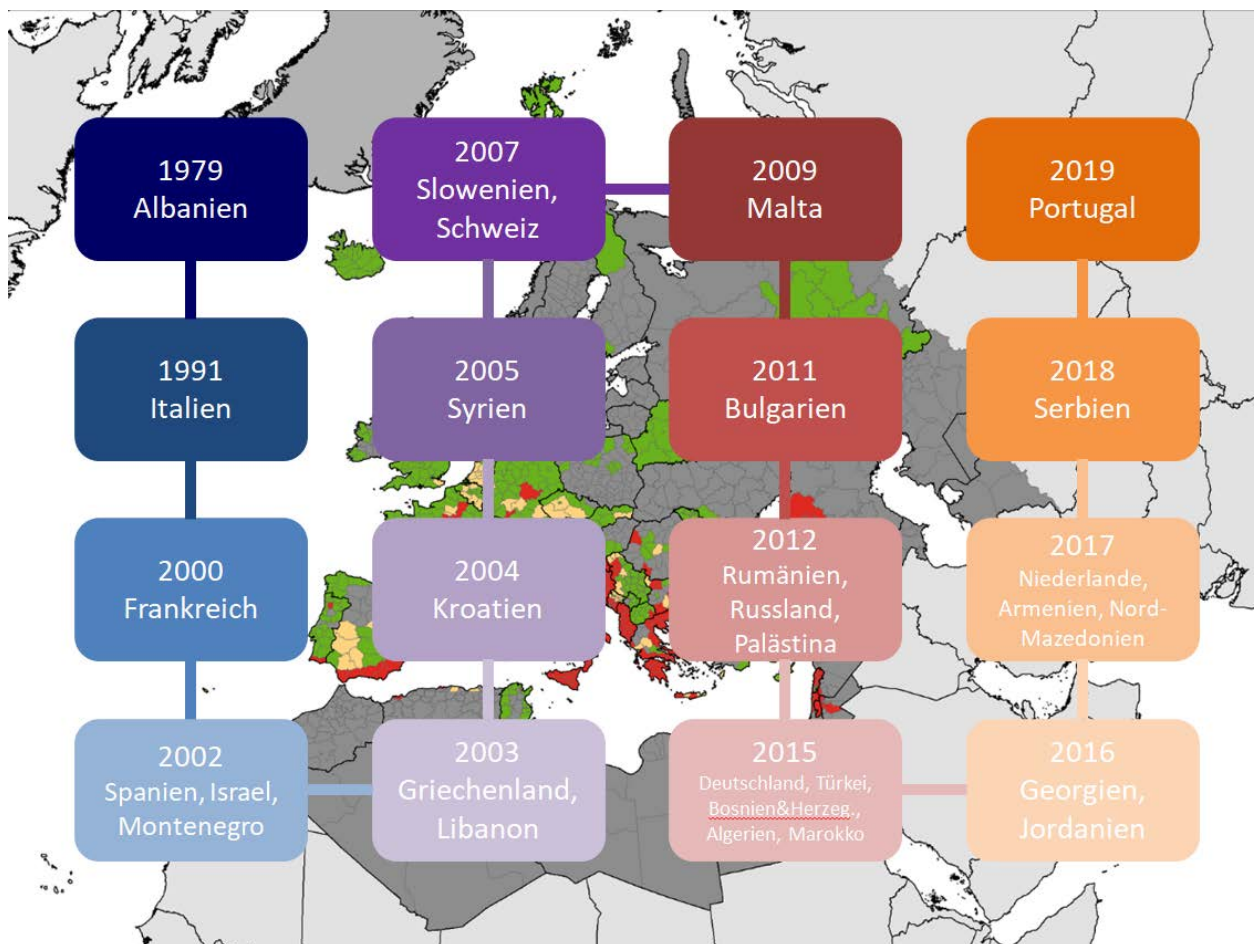 1979
Albanien
1991
Italien
2000
Frankreich
2002
Spanien, Israel,
Montenegro
2003
Griechenland,
Libanon
2004
Kroatien
2005
Syrien
2007
Slowenien,
Schweiz
2009
Malta
2011
Bulgarien
2012
Rumänien,
Russland,
Palästina
2015
Deutschland, Türkei,
Bosnien&Herzeg.,
Algerien, Marokko
2016
Georgien,
Jordanien
2017
Niederlande,
Armenien, Nord-
Mazedonien
2018
Serbien
2019
Portugal